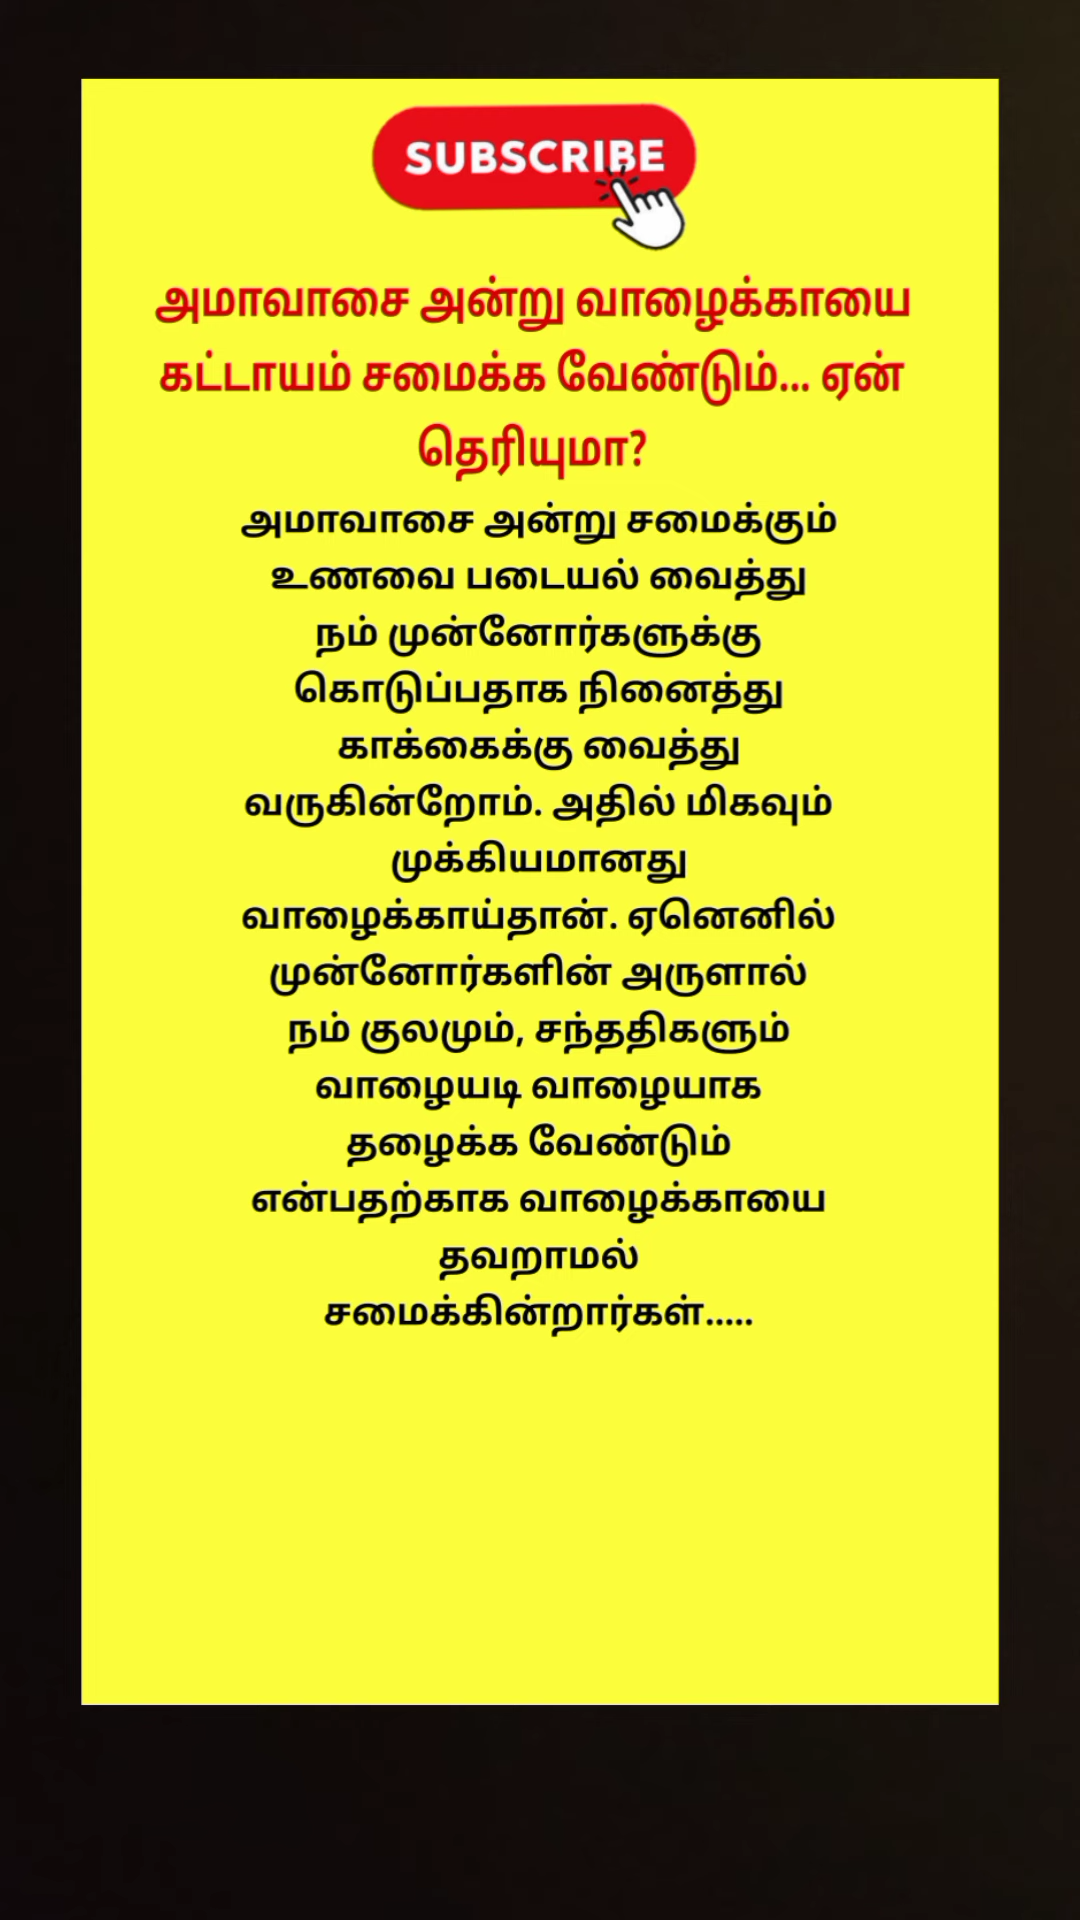 SUBSCRIBE
அமாவாசை அன்று வாழைக்காயை
கட்டாயம் சமைக்க வேண்டும்... ஏன்
தெரியுமா?
அமாவாசை அன்று சமைக்கும்
உணவை படையல் வைத்து
நம் முன்னோர்களுக்கு
கொடுப்பதாக நினைத்து
காக்கைக்கு வைத்து
வருகின்றோம். அதில் மிகவும்
முக்கியமானது
வாழைக்காய்தான். ஏனெனில்
முன்னோர்களின் அருளால்
நம் குலமும், சந்ததிகளும்
வாழையடி வாழையாக
தழைக்க வேண்டும்
என்பதற்காக வாழைக்காயை
தவறாமல்
சமைக்கின்றார்கள்.....